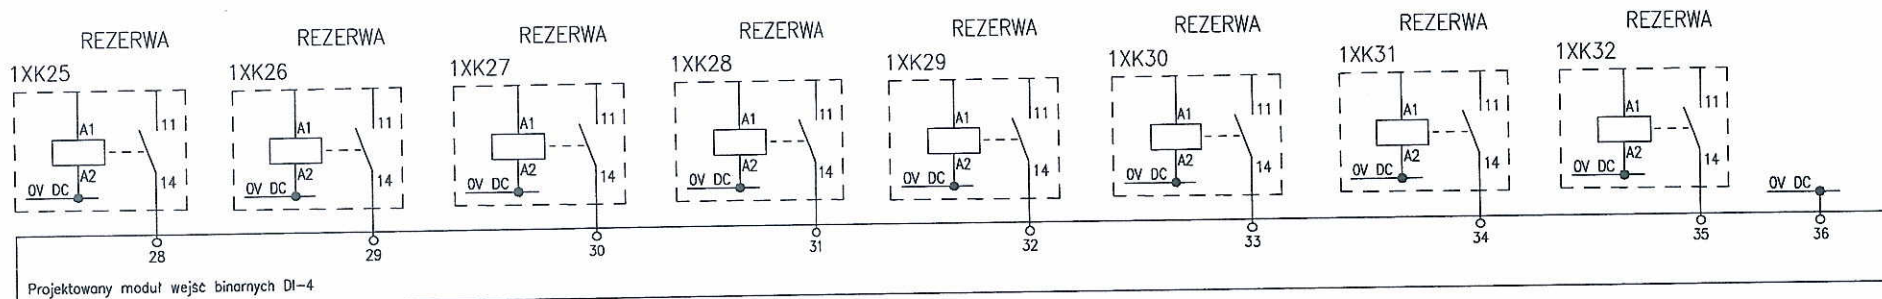 REZERWA REZERWA REZERWA REZERWA REZERWA REZERWA REZERWA REZERWA
1XK25 1XK26 1XK27 1XK28 1XK29 1XK30 1XK31 1XK32
A1 11 A1 11 A1 11 A1 11 A1 11 A1 11 A1 11 A1 11
A2 14 A2 14 A2 14 A2 14 A2 14 A2 14 A2 14 A2 14
0V DC 0V DC 0V DC 0V DC 0V DC 0V DC 0V DC 0V DC 0V DC
28 29 30 31 32 33 34 35 36
Projektowany moduł wejść binarnych DI-4